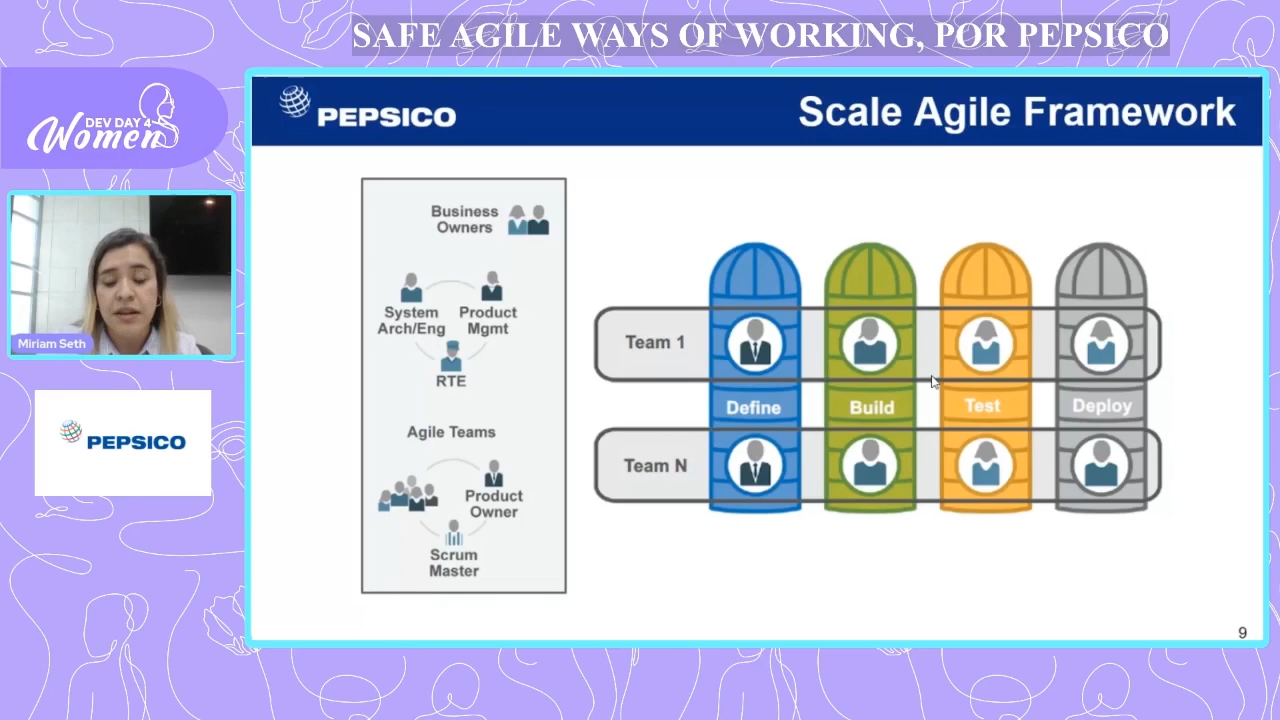 SAFE AGILE WAYS OF WORKING, POR PEPSICO
DEV DAY 4
Women
Miriam Seth
PEPSICO
PEPSICO
Scale Agile Framework
Business
Owners
System
Arch/Eng
Product
Mgmt
RTE
Agile Teams
Product
Owner
Scrum
Master
Team 1
Define
Build
Test
Deploy
Team N
9